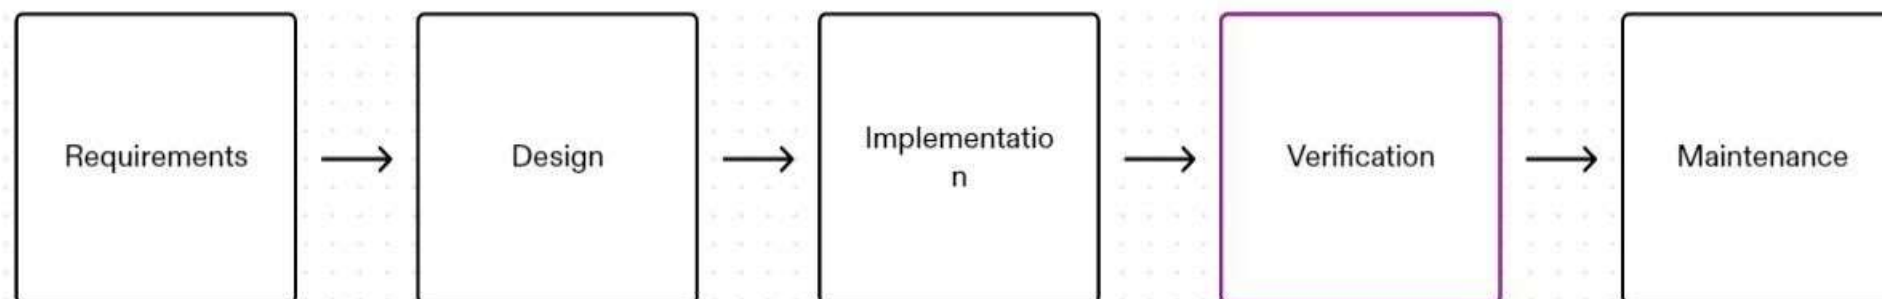 Requirements
Design
Implementatio
n
Verification
Maintenance